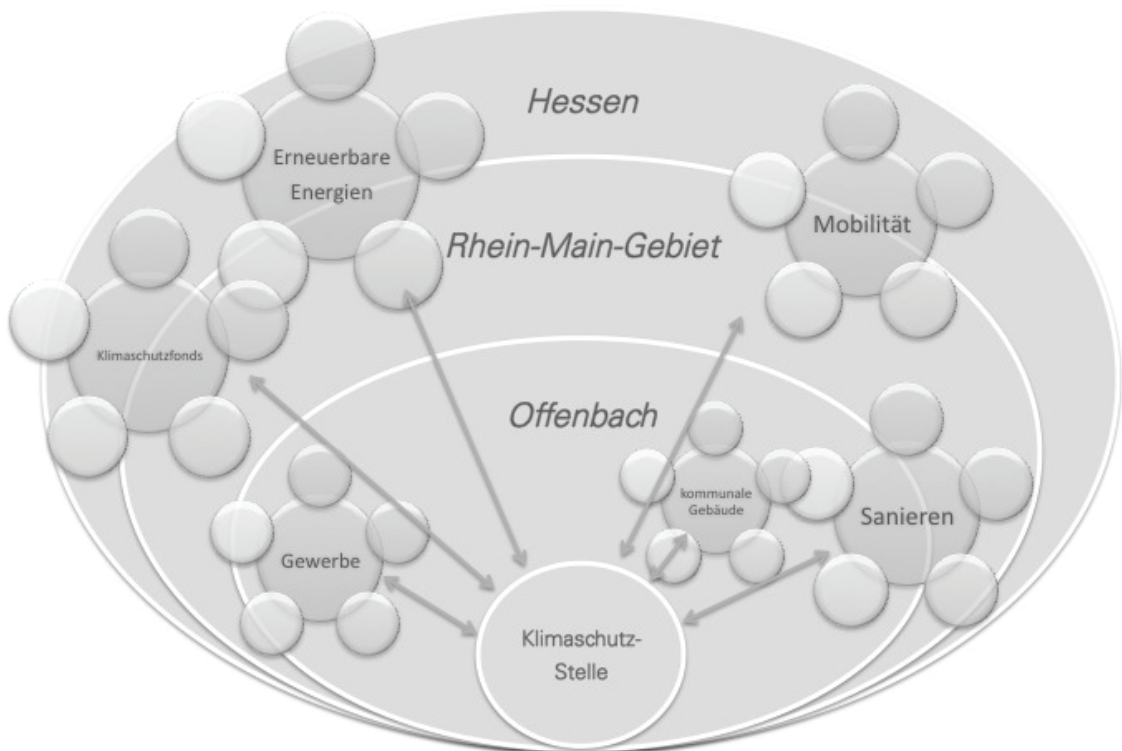 Hessen
Erneuerbare
Energien
Mobilität
Rhein-Main-Gebiet
Klimaschutzfonds
Offenbach
kommunale
Gebäude
Sanieren
Gewerbe
Klimaschutz-
Stelle